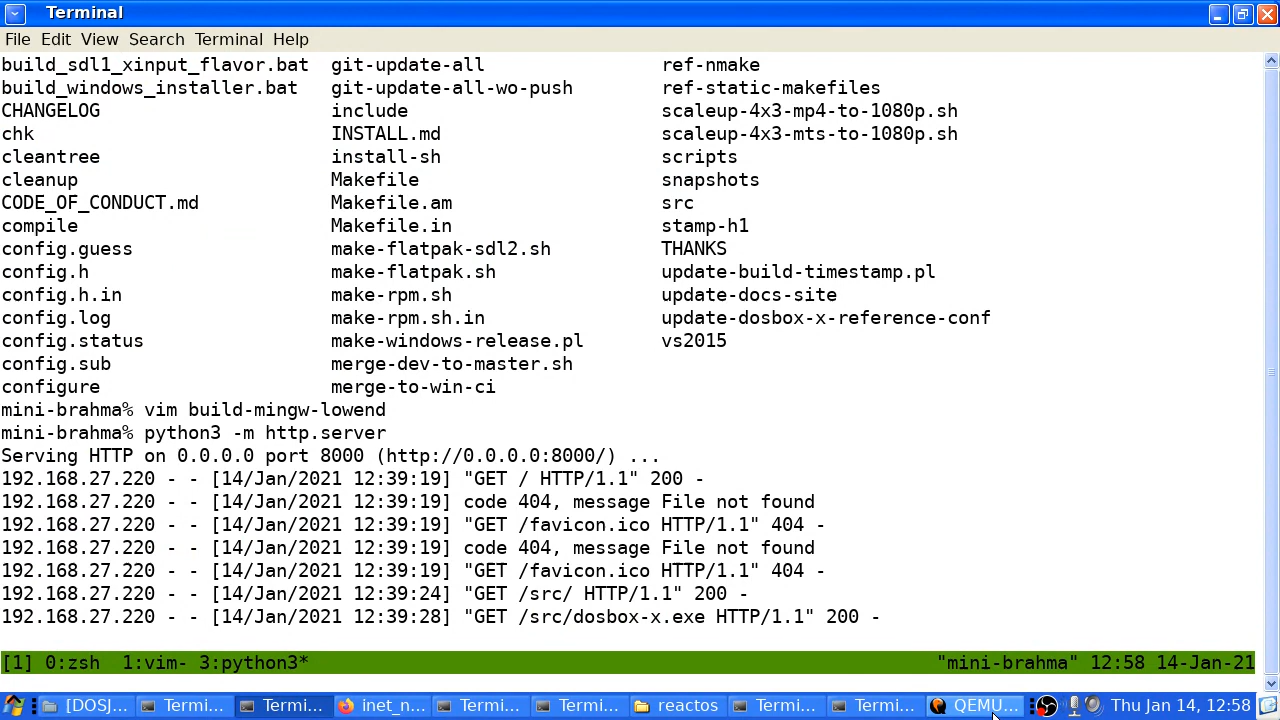 Terminal
File Edit View Search Terminal Help
build_sdl1_xinput_flavor.bat git-update-all ref-nmake
build_windows_installer.bat git-update-all-wo-push ref-static-makefiles
CHANGELOG include scaleup-4x3-mp4-to-1080p.sh
chk INSTALL.md scaleup-4x3-mts-to-1080p.sh
cleantree install-sh scripts
cleanup Makefile snapshots
CODE_OF_CONDUCT.md Makefile.am src
compile Makefile.in stamp-h1
config.guess make-flatpak-sdl2.sh THANKS
config.h make-flatpak.sh update-build-timestamp.pl
config.h.in make-rpm.sh update-docs-site
config.log make-rpm.sh.in update-dosbox-x-reference-conf
config.status make-windows-release.pl vs2015
config.sub merge-dev-to-master.sh
configure merge-to-win-ci
mini-brahma% vim build-mingw-lowend
mini-brahma% python3 -m http.server
Serving HTTP on 0.0.0.0 port 8000 (http://0.0.0.0:8000/) ...
192.168.27.220 - - [14/Jan/2021 12:39:19] "GET / HTTP/1.1" 200 -
192.168.27.220 - - [14/Jan/2021 12:39:19] code 404, message File not found
192.168.27.220 - - [14/Jan/2021 12:39:19] "GET /favicon.ico HTTP/1.1" 404 -
192.168.27.220 - - [14/Jan/2021 12:39:19] code 404, message File not found
192.168.27.220 - - [14/Jan/2021 12:39:19] "GET /favicon.ico HTTP/1.1" 404 -
192.168.27.220 - - [14/Jan/2021 12:39:24] "GET /src/ HTTP/1.1" 200 -
192.168.27.220 - - [14/Jan/2021 12:39:28] "GET /src/dosbox-x.exe HTTP/1.1" 200 -
[1] 0:zsh 1:vim- 3:python3* "mini-brahma" 12:58 14-Jan-21
[DOSJ... Termi... Termi... inet_n... Termi... Termi... reactos Termi... Termi... QEMU... Thu Jan 14, 12:58